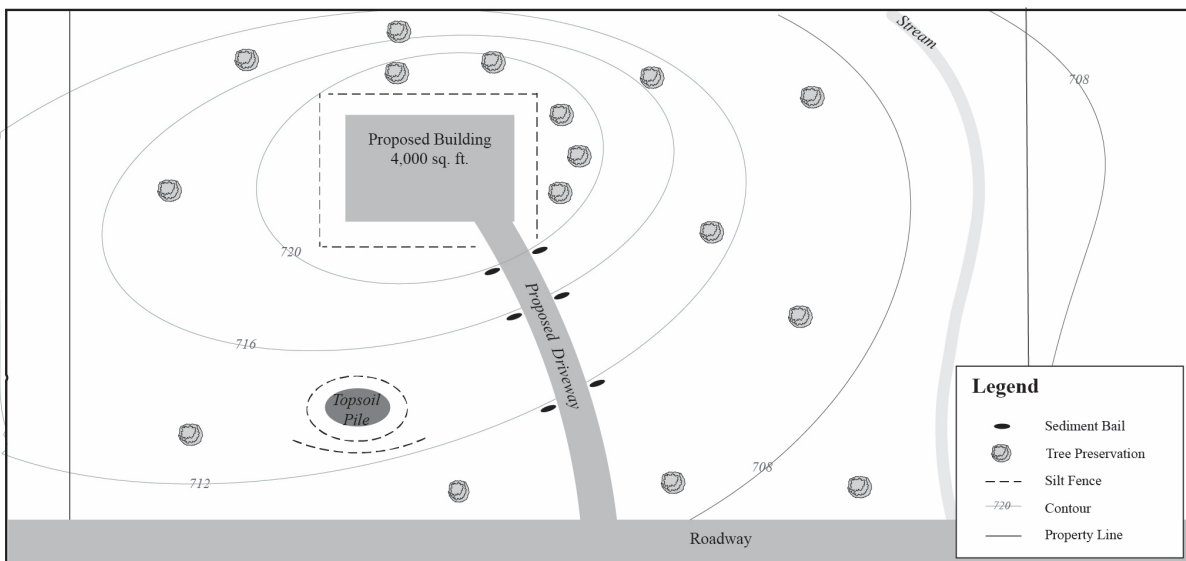 Stream
708
Proposed Building
4,000 sq. ft.
720
Proposed Driveway
716
Topsoil
Pile
712
708
Roadway
Legend
Sediment Bail
Tree Preservation
Silt Fence
720 Contour
Property Line